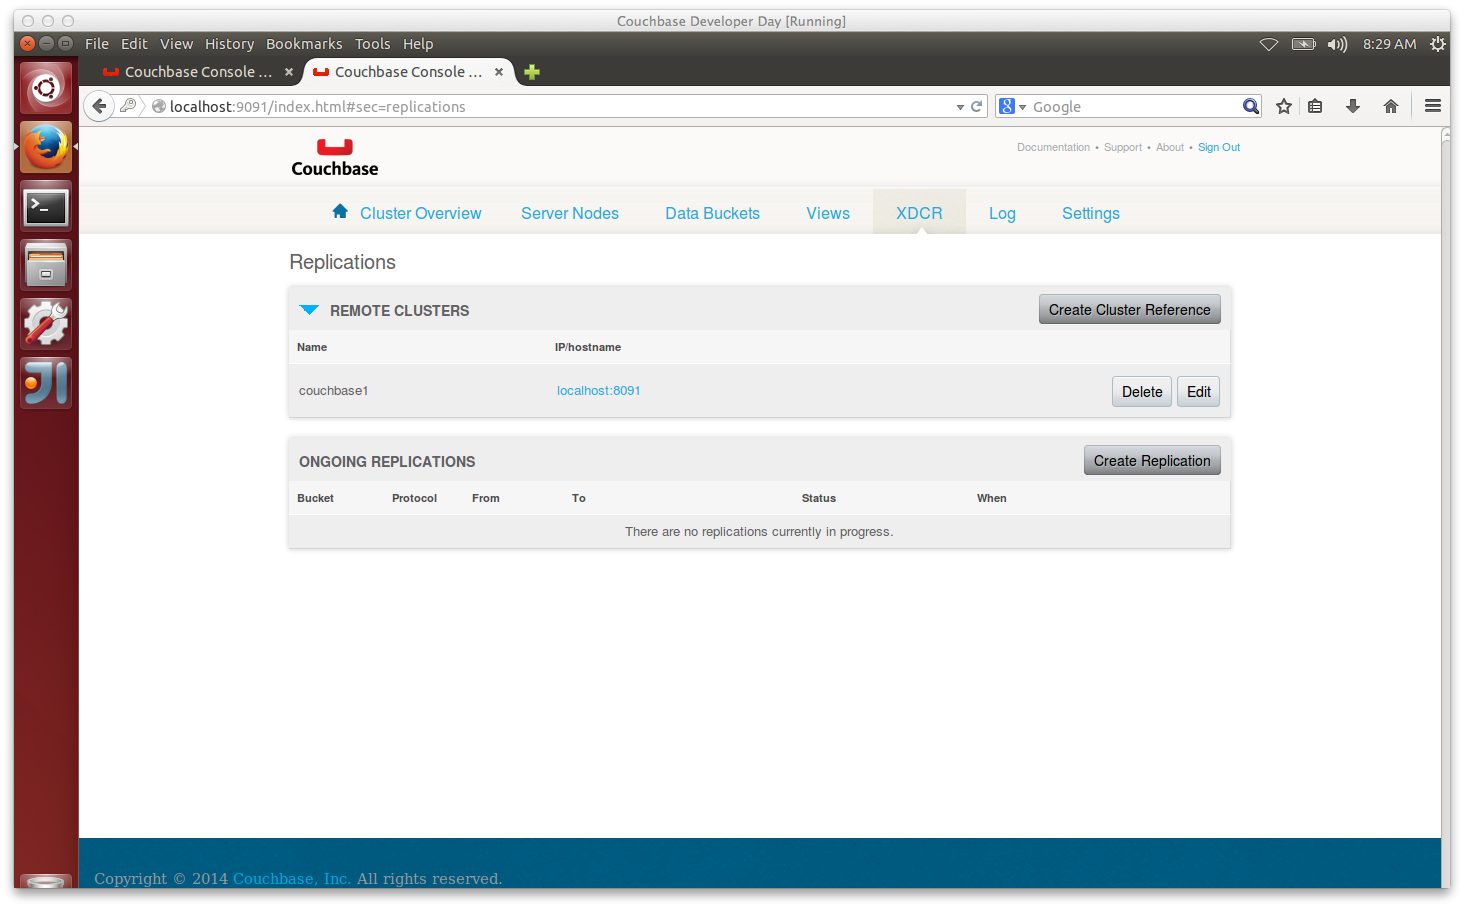 Couchbase Developer Day [Running]
File Edit View History Bookmarks Tools Help 8:29 AM
Couchbase Console ... Couchbase Console ...
localhost:9091/index.html#sec=replications Google
Couchbase
Documentation • Support • About • Sign Out
Cluster Overview Server Nodes Data Buckets Views XDCR Log Settings
Replications
REMOTE CLUSTERS Create Cluster Reference
Name IP/hostname
couchbase1 localhost:8091 Delete Edit
ONGOING REPLICATIONS Create Replication
Bucket Protocol From To Status When
There are no replications currently in progress.
Copyright © 2014 Couchbase, Inc. All rights reserved.